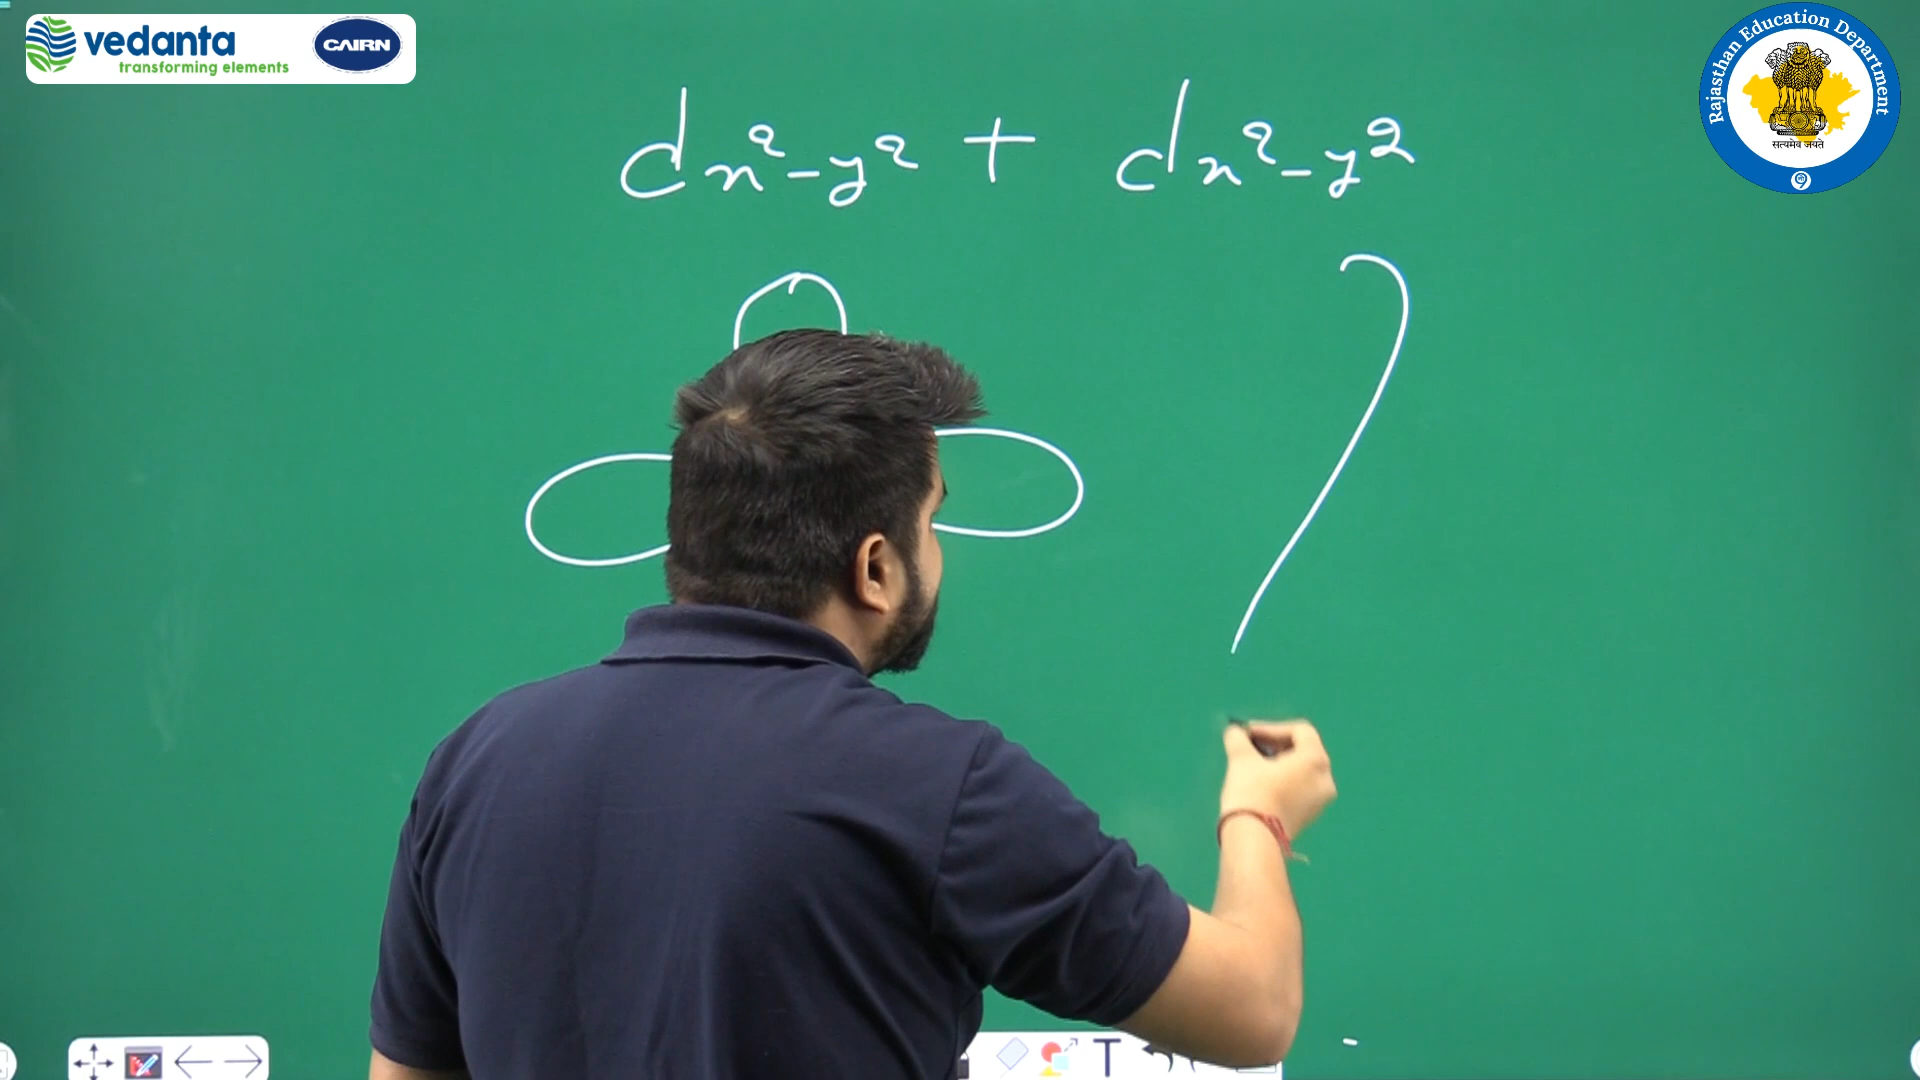 vedanta
transforming elements
CAIRN
Rajasthan Education Department
सत्यमेव जयते
dx²-y² + dx²-y²
T